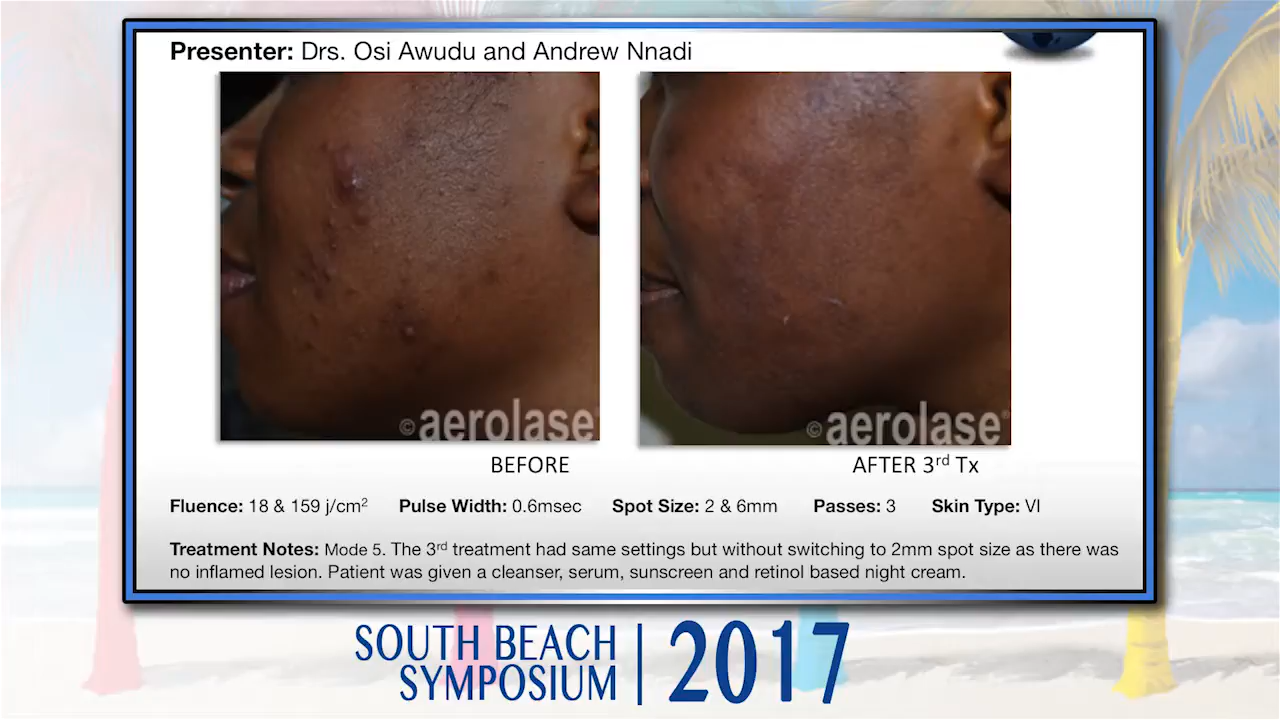 Presenter: Drs. Osi Awudu and Andrew Nnadi
© aerolase
© aerolase®
BEFORE
AFTER 3rd Tx
Fluence: 18 & 159 j/cm² Pulse Width: 0.6msec Spot Size: 2 & 6mm Passes: 3 Skin Type: VI
Treatment Notes: Mode 5. The 3rd treatment had same settings but without switching to 2mm spot size as there was
no inflamed lesion. Patient was given a cleanser, serum, sunscreen and retinol based night cream.
SOUTH BEACH
SYMPOSIUM
2017